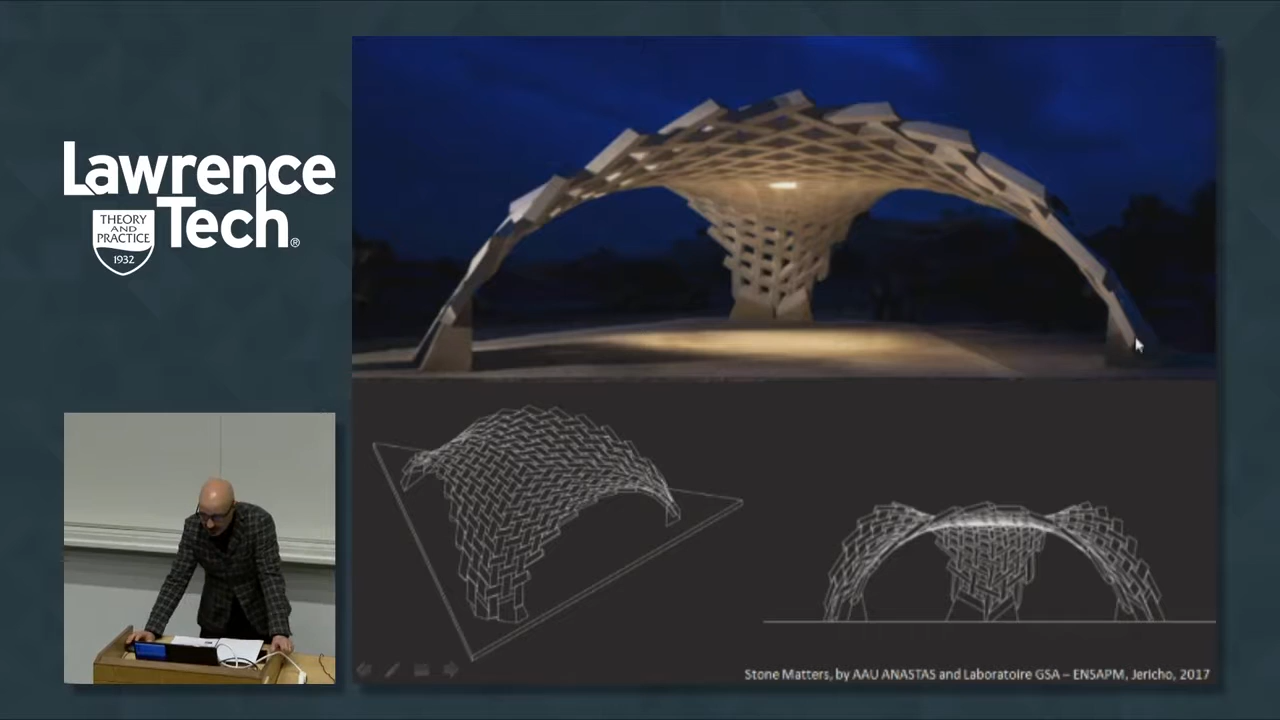 Lawrence
Tech®
THEORY
AND
PRACTICE
1932
Stone Matters, by AAU ANASTAS and Laboratoire GSA – ENSAPM, Jericho, 2017